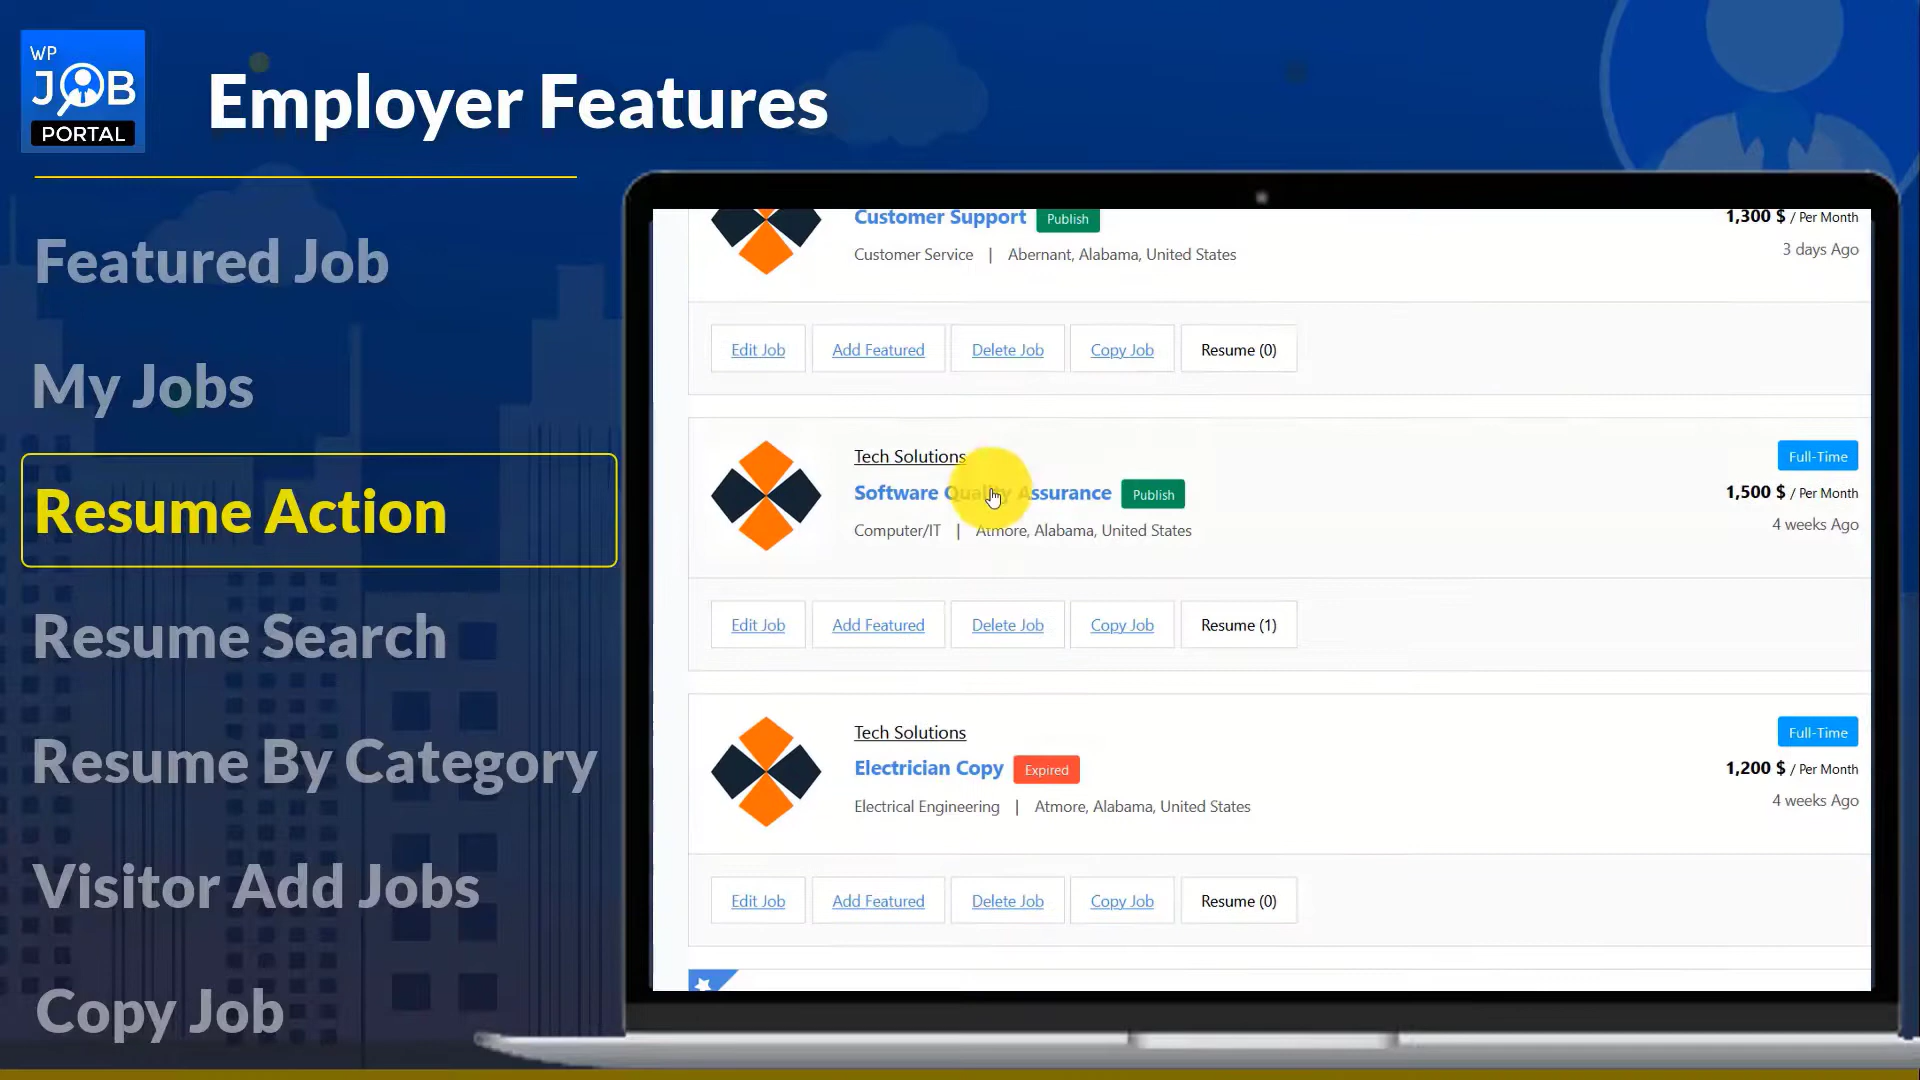 WP
JOB
PORTAL
Employer Features
Featured Job
My Jobs
Resume Action
Resume Search
Resume By Category
Visitor Add Jobs
Copy Job
Customer Support Publish 1,300 $ / Per Month
Customer Service | Abernant, Alabama, United States 3 days Ago
Edit Job Add Featured Delete Job Copy Job Resume (0)
Tech Solutions Full-Time
Software Quality Assurance Publish 1,500 $ / Per Month
Computer/IT | Atmore, Alabama, United States 4 weeks Ago
Edit Job Add Featured Delete Job Copy Job Resume (1)
Tech Solutions Full-Time
Electrician Copy Expired 1,200 $ / Per Month
Electrical Engineering | Atmore, Alabama, United States 4 weeks Ago
Edit Job Add Featured Delete Job Copy Job Resume (0)